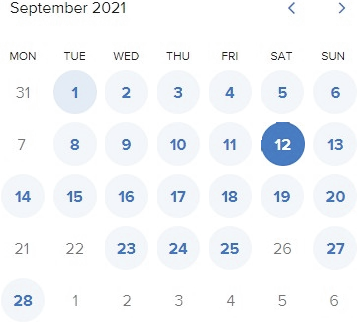 September 2021
MON TUE WED THU FRI SAT SUN
31 1 2 3 4 5 6
7 8 9 10 11 12 13
14 15 16 17 18 19 20
21 22 23 24 25 26 27
28 1 2 3 4 5 6